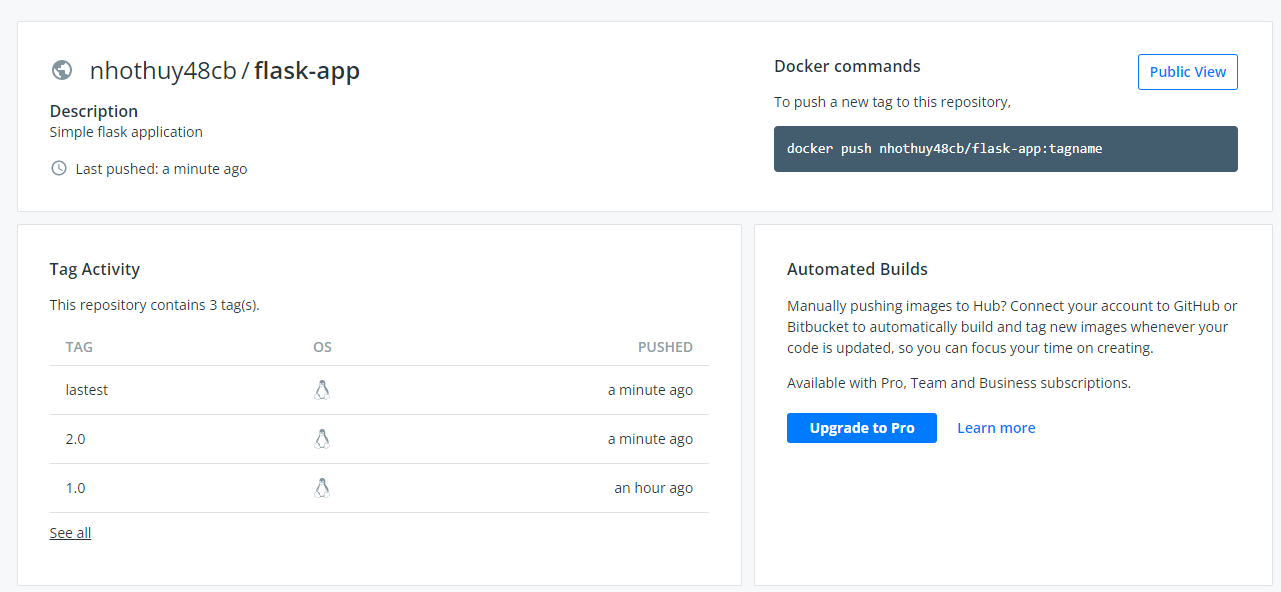 nhothuy48cb / flask-app
Description
Simple flask application
Last pushed: a minute ago
Docker commands
Public View
To push a new tag to this repository,
docker push nhothuy48cb/flask-app:tagname
Tag Activity
This repository contains 3 tag(s).
TAG OS PUSHED
lastest a minute ago
2.0 a minute ago
1.0 an hour ago
See all
Automated Builds
Manually pushing images to Hub? Connect your account to GitHub or
Bitbucket to automatically build and tag new images whenever your
code is updated, so you can focus your time on creating.
Available with Pro, Team and Business subscriptions.
Upgrade to Pro Learn more